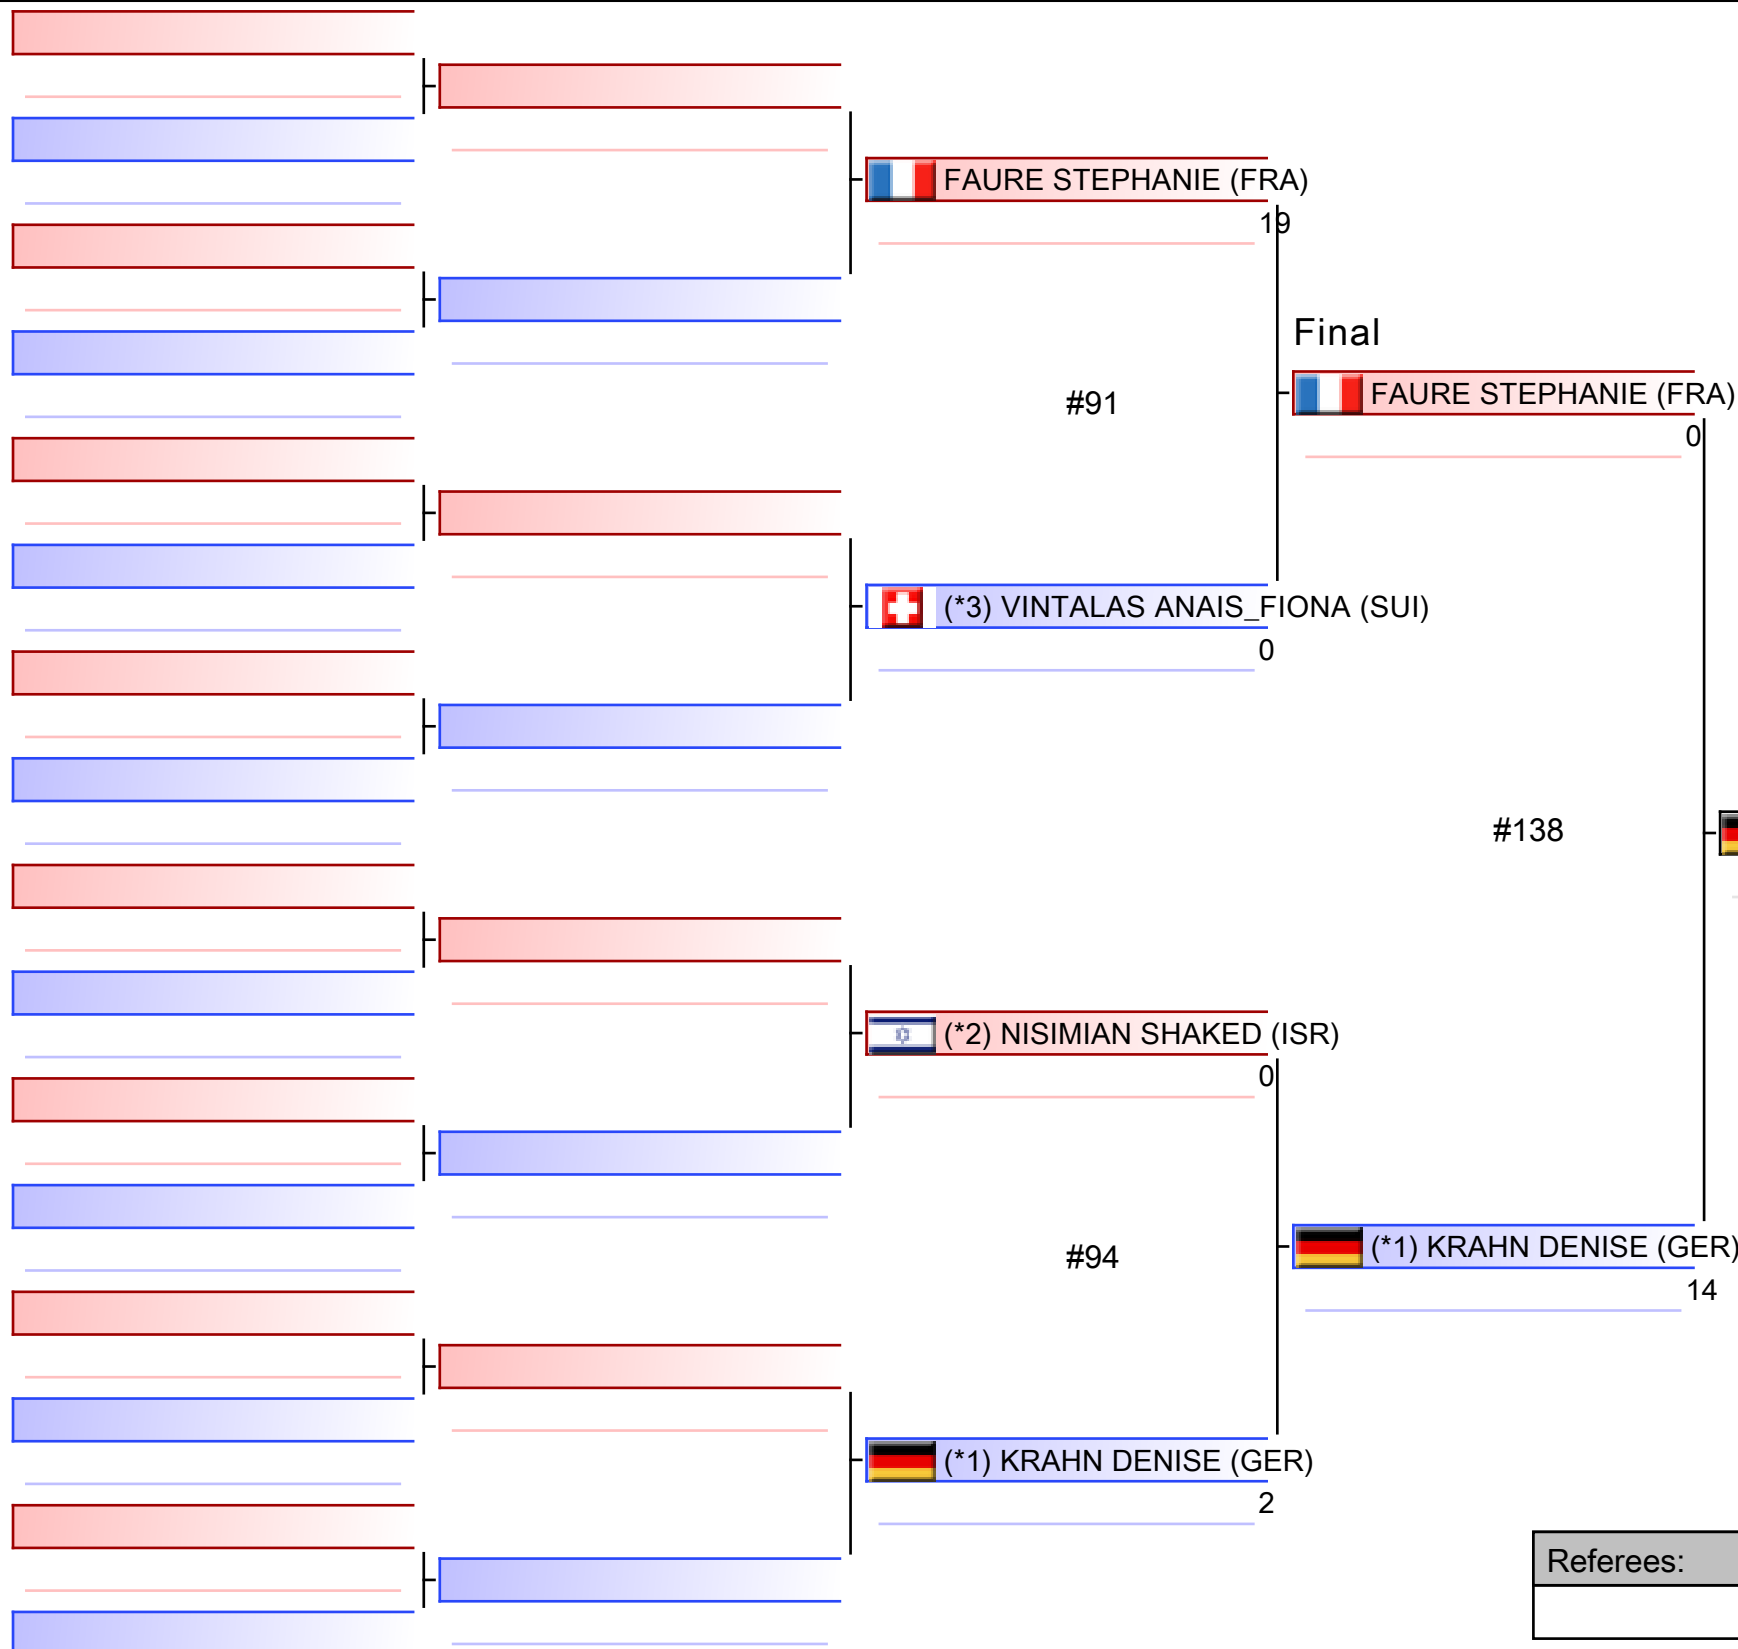 FAURE STEPHANIE (FRA)
19
Final
#91
FAURE STEPHANIE (FRA)
0
(*3) VINTALAS ANAIS_FIONA (SUI)
0
#138
(*2) NISIMIAN SHAKED (ISR)
0
#94
(*1) KRAHN DENISE (GER)
14
(*1) KRAHN DENISE (GER)
2
Referees: